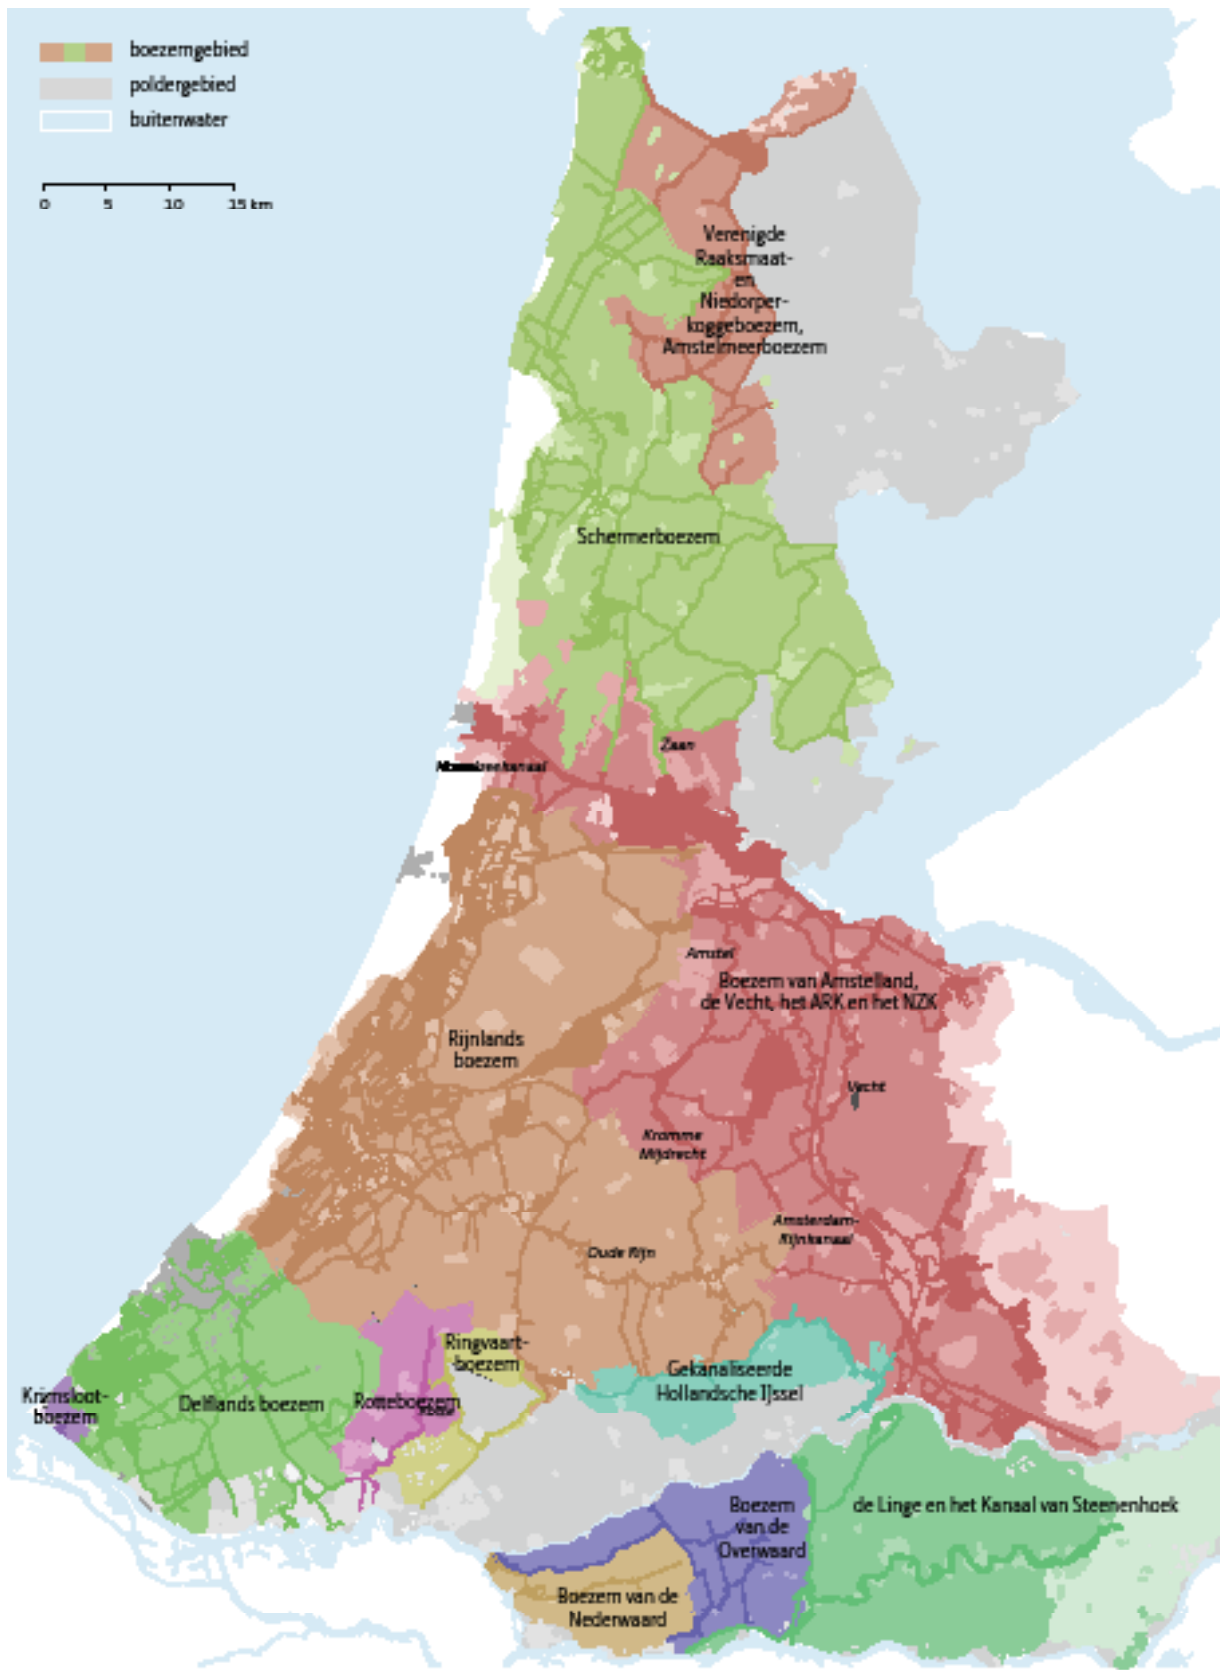 boezemgebied
poldergebied
buitenwater
0 5 10 15 km
Verenigde
Raaksmaat-
en
Niedorper-
koggeboezem,
Amstelmeerboezem
Schermerboezem
Zaan
Amstel
Boezem van Amstelland,
de Vecht, het ARK en het NZK
Rijnlands
boezem
Vecht
Kromme
Mijdrecht
Amsterdam-
Rijnkanaal
Oude Rijn
Ringvaart-
boezem
Gekanaliseerde
Hollandsche IJssel
Krimsloot-
boezem
Delflands boezem
Rotteboezem
Boezem
van de
Overwaard
de Linge en het Kanaal van Steenenhoek
Boezem van de
Nederwaard